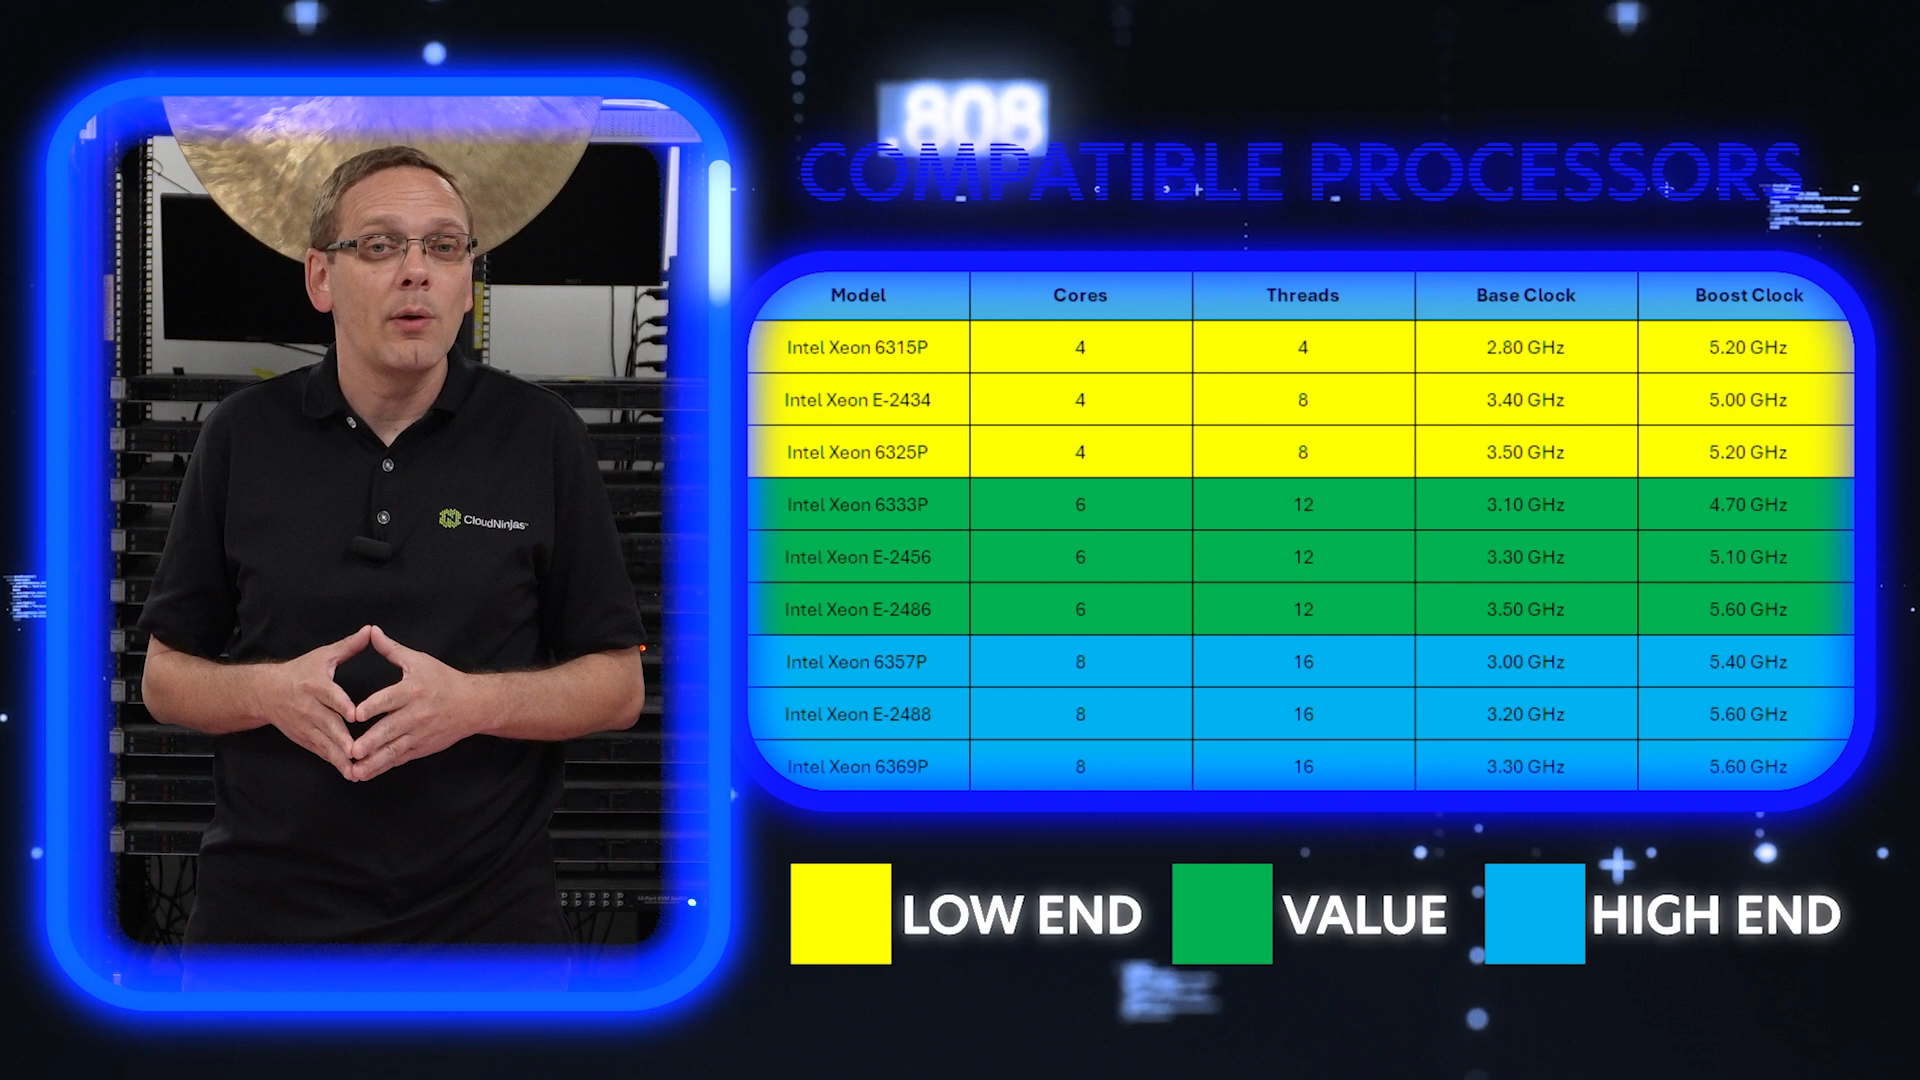 .808
COMPATIBLE PROCESSORS
Model Cores Threads Base Clock Boost Clock
Intel Xeon 6315P 4 4 2.80 GHz 5.20 GHz
Intel Xeon E-2434 4 8 3.40 GHz 5.00 GHz
Intel Xeon 6325P 4 8 3.50 GHz 5.20 GHz
Intel Xeon 6333P 6 12 3.10 GHz 4.70 GHz
Intel Xeon E-2456 6 12 3.30 GHz 5.10 GHz
Intel Xeon E-2486 6 12 3.50 GHz 5.60 GHz
Intel Xeon 6357P 8 16 3.00 GHz 5.40 GHz
Intel Xeon E-2488 8 16 3.20 GHz 5.60 GHz
Intel Xeon 6369P 8 16 3.30 GHz 5.60 GHz
LOW END VALUE HIGH END
CloudNinjas